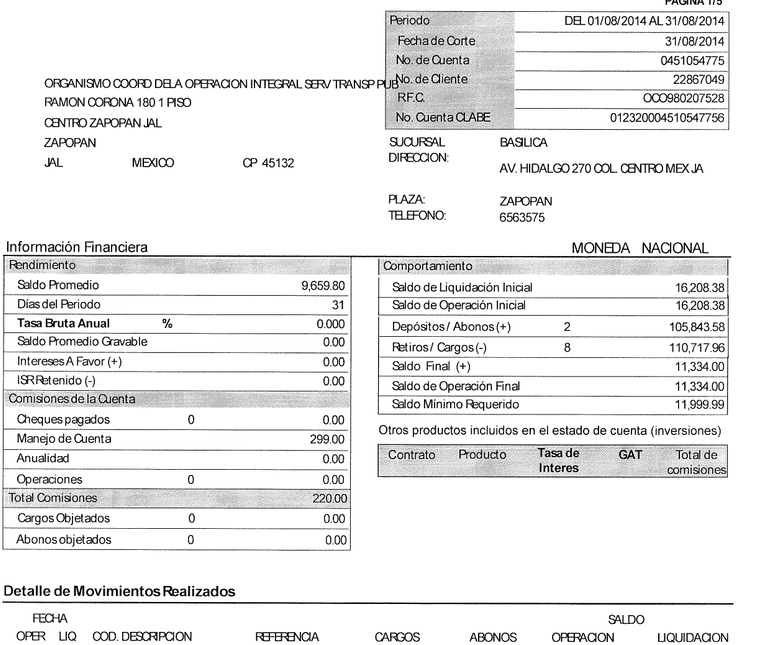 PAGINA 1/5
Periodo DEL 01/08/2014 AL 31/08/2014
Fecha de Corte 31/08/2014
No. de Cuenta 0451054775
No. de Cliente 22867049
R.F.C. OCO980207528
No. Cuenta CLABE 012320004510547756
ORGANISMO COORD DELA OPERACION INTEGRAL SERV TRANSP PUB
RAMON CORONA 180 1 PISO
CENTRO ZAPOPAN JAL
ZAPOPAN
JAL MEXICO CP 45132
SUCURSAL BASILICA
DIRECCION:
AV. HIDALGO 270 COL. CENTRO MEX JA
PLAZA: ZAPOPAN
TELEFONO: 6563575
Información Financiera
MONEDA NACIONAL
Rendimiento
Saldo Promedio 9,659.80
Días del Periodo 31
Tasa Bruta Anual % 0.000
Saldo Promedio Gravable 0.00
Intereses A Favor (+) 0.00
ISR Retenido (-) 0.00
Comisiones de la Cuenta
Cheques pagados 0 0.00
Manejo de Cuenta 299.00
Anualidad 0.00
Operaciones 0 0.00
Total Comisiones 220.00
Cargos Objetados 0 0.00
Abonos objetados 0 0.00
Comportamiento
Saldo de Liquidación Inicial 16,208.38
Saldo de Operación Inicial 16,208.38
Depósitos / Abonos (+) 2 105,843.58
Retiros / Cargos (-) 8 110,717.96
Saldo Final (+) 11,334.00
Saldo de Operación Final 11,334.00
Saldo Mínimo Requerido 11,999.99
Otros productos incluidos en el estado de cuenta (inversiones)
Contrato Producto Tasa de GAT Total de
Interes comisiones
Detalle de Movimientos Realizados
FECHA SALDO
OPER LIQ COD. DESCRIPCION REFERENCIA CARGOS ABONOS OPERACION LIQUIDACION